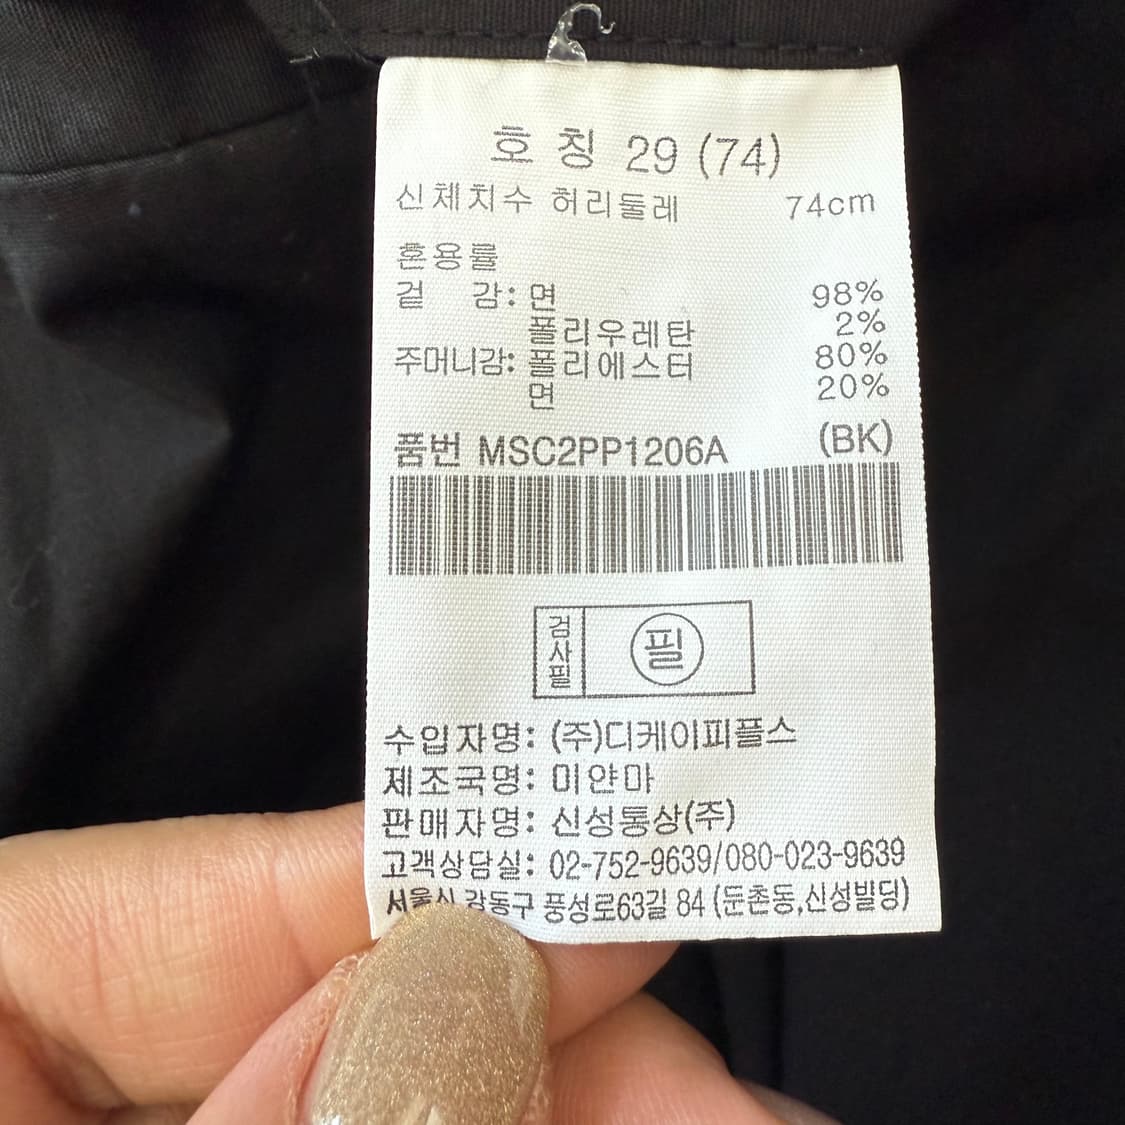 호 칭 29 (74)
신체치수 허리둘레 74cm
혼용률
겉 감: 면 98%
폴리우레탄 2%
주머니감: 폴리에스터 80%
면 20%
품번 MSC2PP1206A (BK)
검사필 필
수입자명: (주)디케이피플스
제조국명: 미얀마
판매자명: 신성통상(주)
고객상담실: 02-752-9639/080-023-9639
서울시 강동구 풍성로63길 84 (둔촌동,신성빌딩)